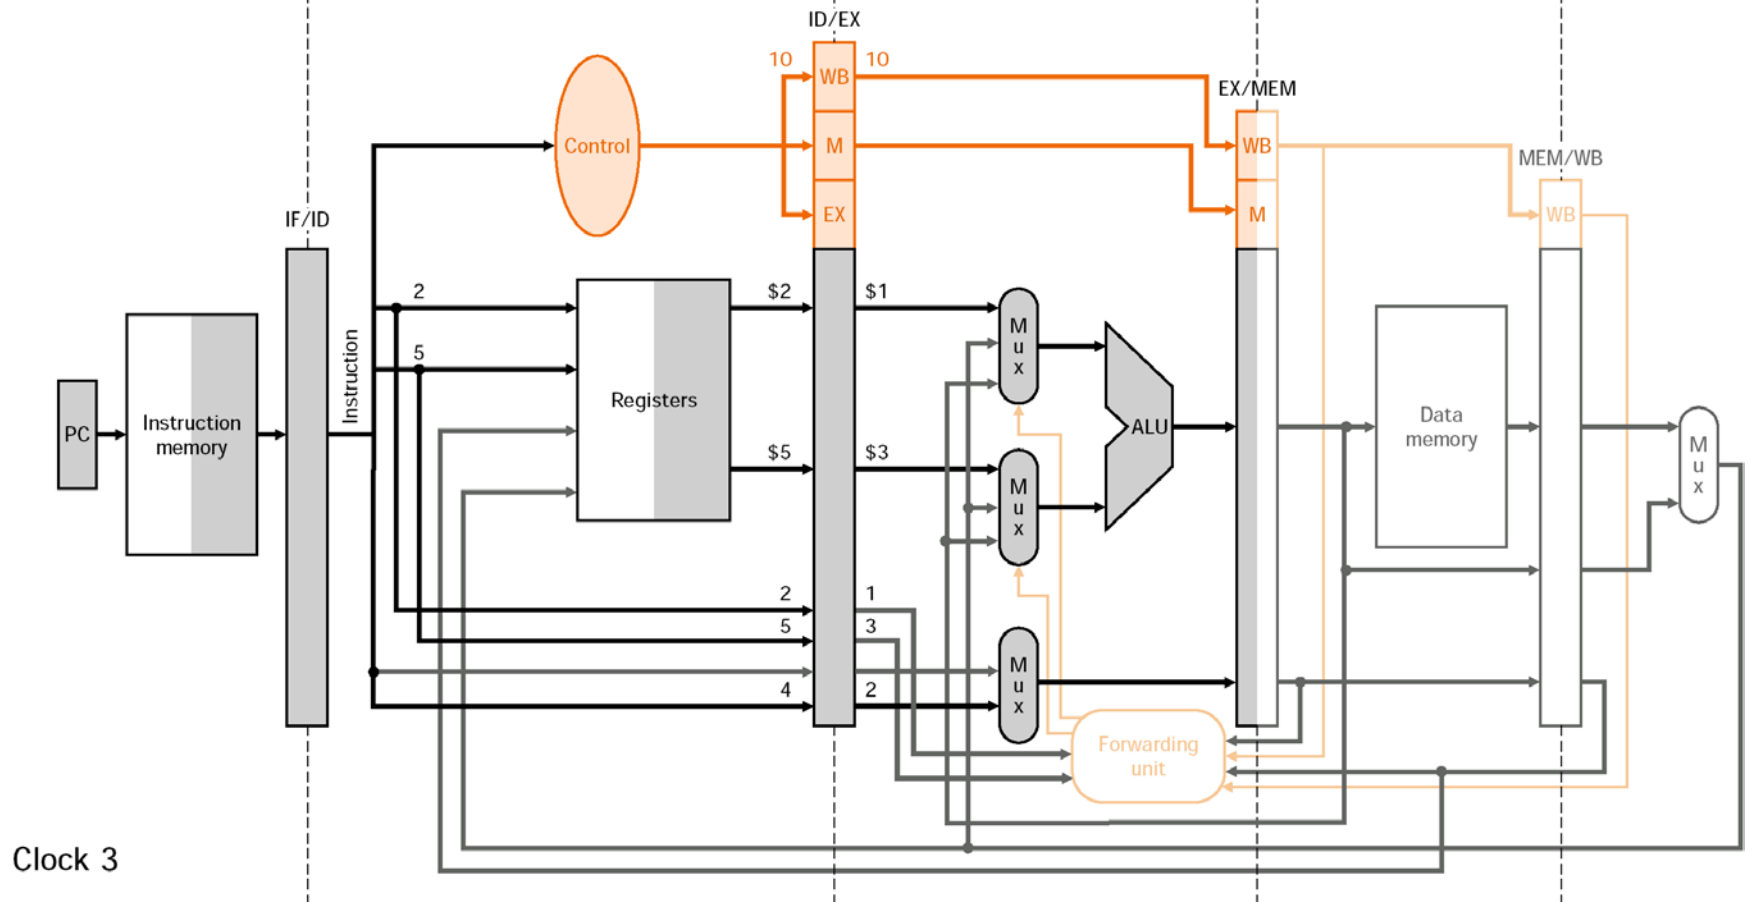 ID/EX
10
WB
10
EX/MEM
Control
M
WB
MEM/WB
IF/ID
EX
M
WB
2
$2
$1
M
u
x
Instruction
5
Registers
PC
Instruction
memory
ALU
Data
memory
M
u
x
$5
$3
M
u
x
2
1
5
3
4
2
M
u
x
Forwarding
unit
Clock 3